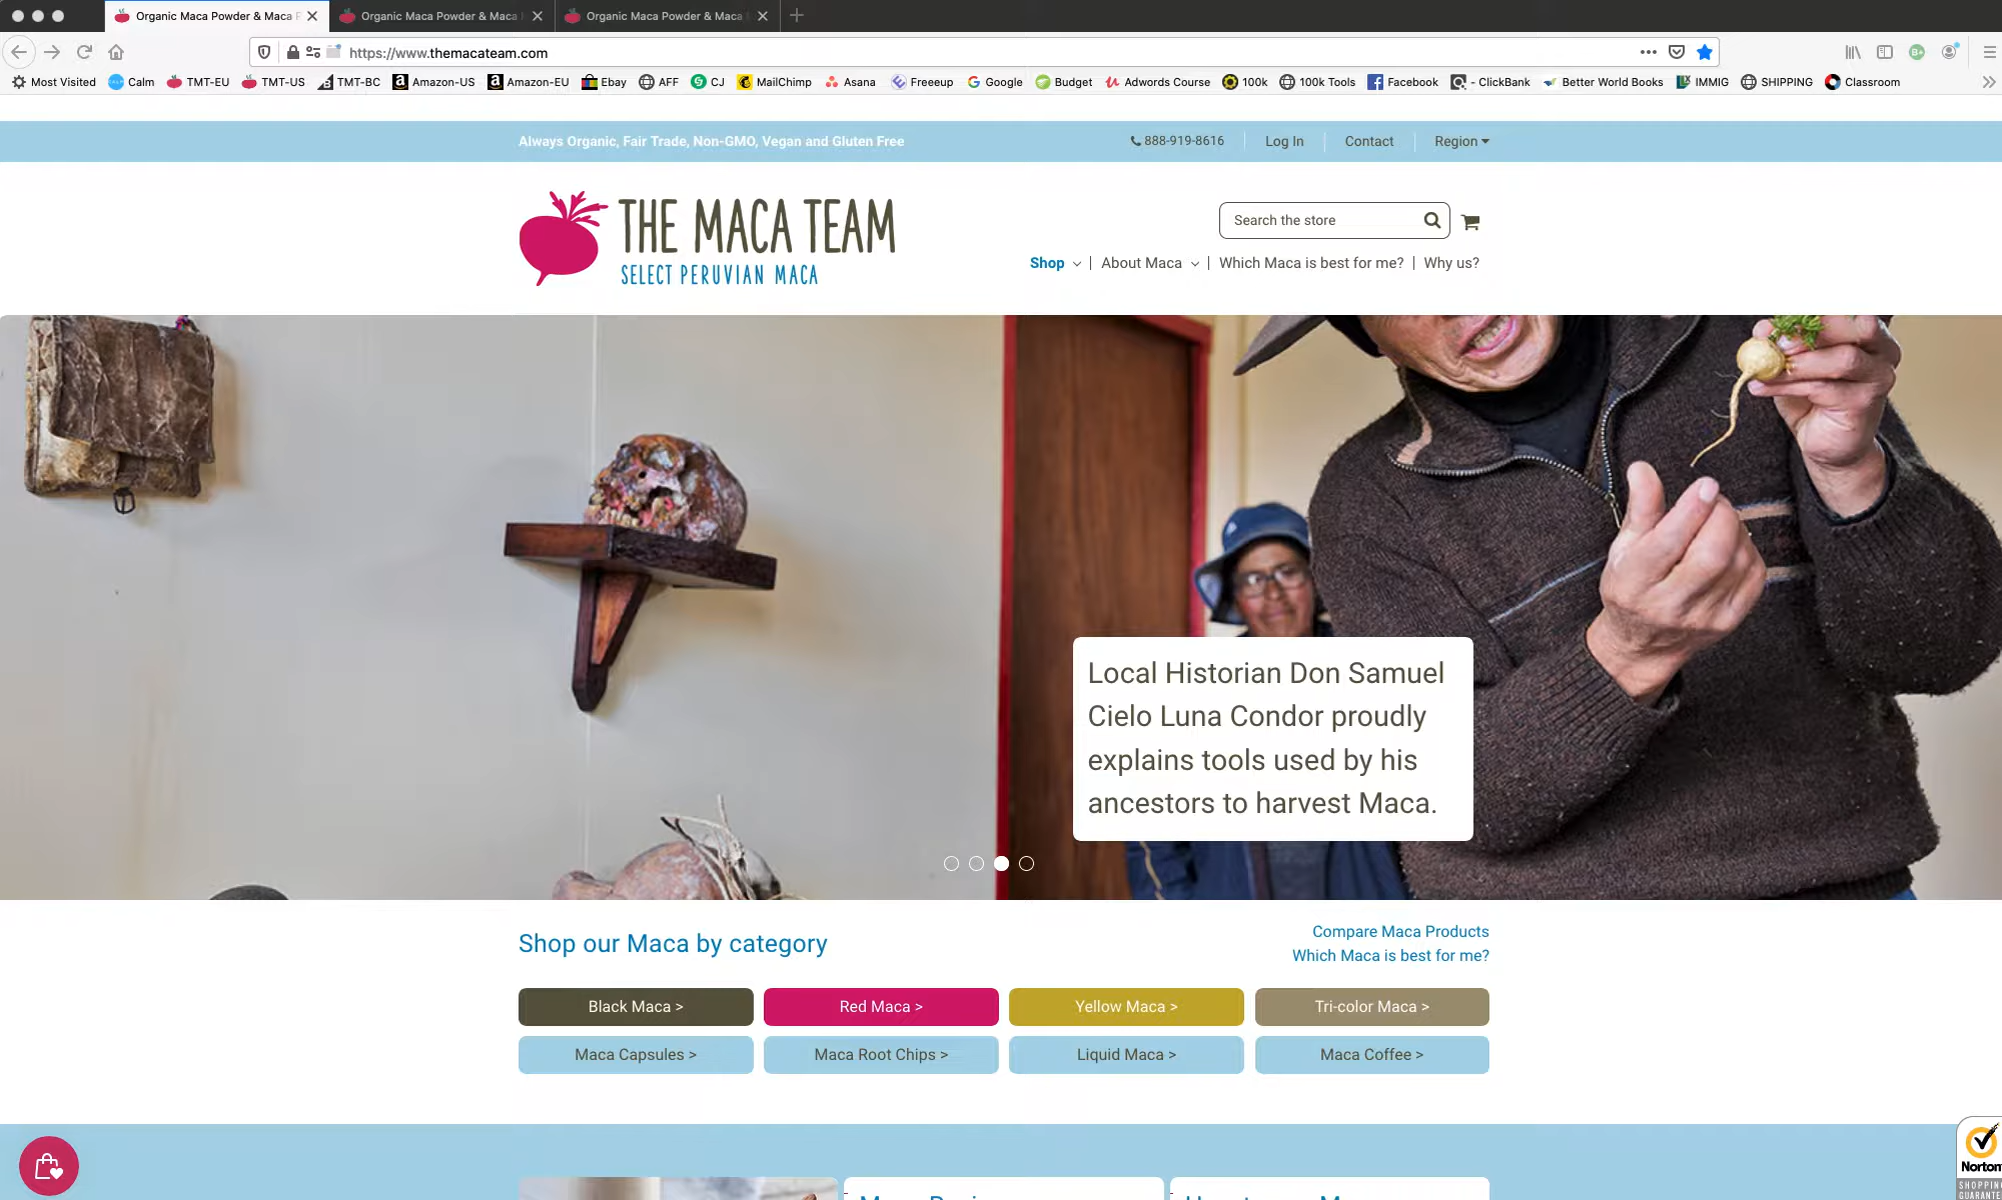 Organic Maca Powder & Maca
Organic Maca Powder & Maca
Organic Maca Powder & Maca
https://www.themacateam.com
Most Visited Calm TMT-EU TMT-US TMT-BC Amazon-US Amazon-EU Ebay AFF CJ MailChimp Asana Freeeup Google Budget Adwords Course 100k 100k Tools Facebook - ClickBank Better World Books IMMIG SHIPPING Classroom
Always Organic, Fair Trade, Non-GMO, Vegan and Gluten Free
888-919-8616 Log In Contact Region
THE MACA TEAM
SELECT PERUVIAN MACA
Search the store
Shop | About Maca | Which Maca is best for me? | Why us?
Local Historian Don Samuel
Cielo Luna Condor proudly
explains tools used by his
ancestors to harvest Maca.
Shop our Maca by category
Compare Maca Products
Which Maca is best for me?
Black Maca > Red Maca > Yellow Maca > Tri-color Maca >
Maca Capsules > Maca Root Chips > Liquid Maca > Maca Coffee >
Norton
SHOPPING